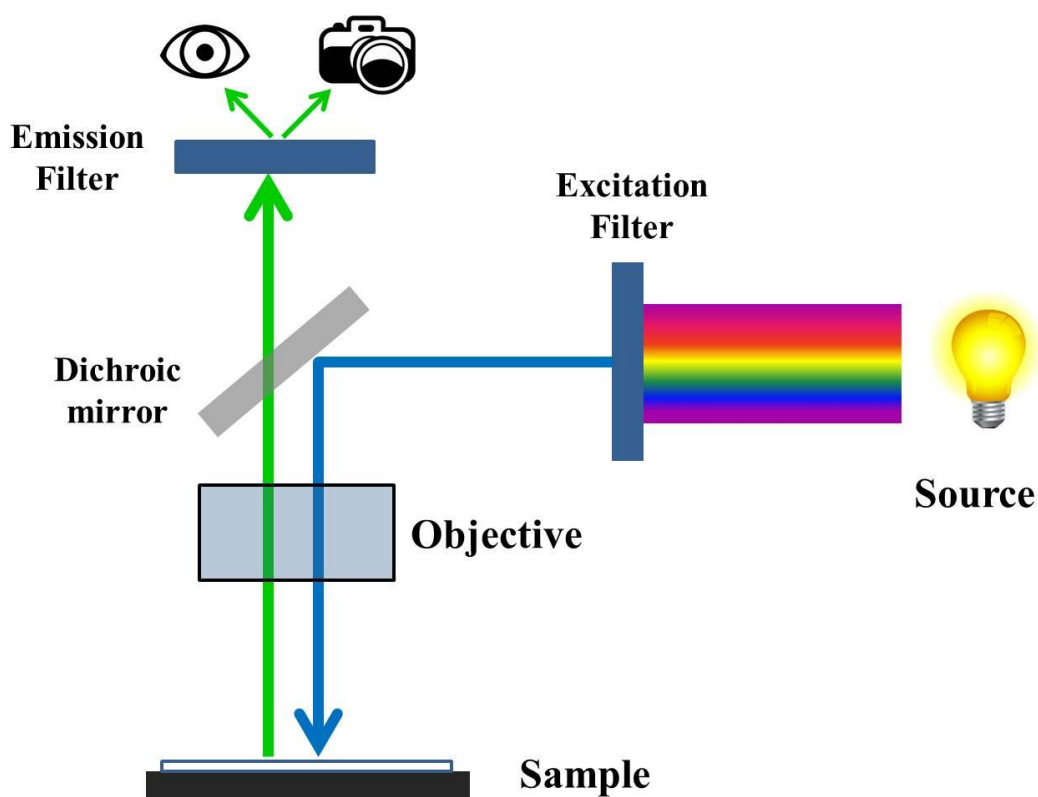 Emission
Filter
Excitation
Filter
Dichroic
mirror
Source
Objective
Sample